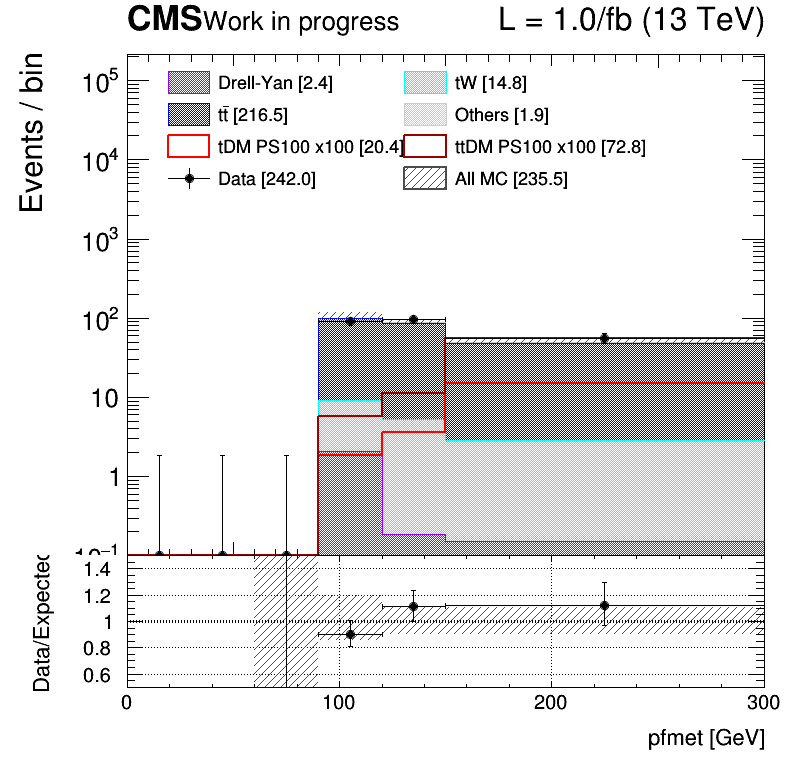 CMS Work in progress L = 1.0/fb (13 TeV)
Events / bin
Drell-Yan [2.4] tW [14.8]
tt̄ [216.5] Others [1.9]
tDM PS100 x100 [20.4] ttDM PS100 x100 [72.8]
Data [242.0] All MC [235.5]
10⁵
10⁴
10³
10²
10
1
10⁻¹
Data/Expected
1.4
1.2
1
0.8
0.6
0 100 200 300
pfmet [GeV]